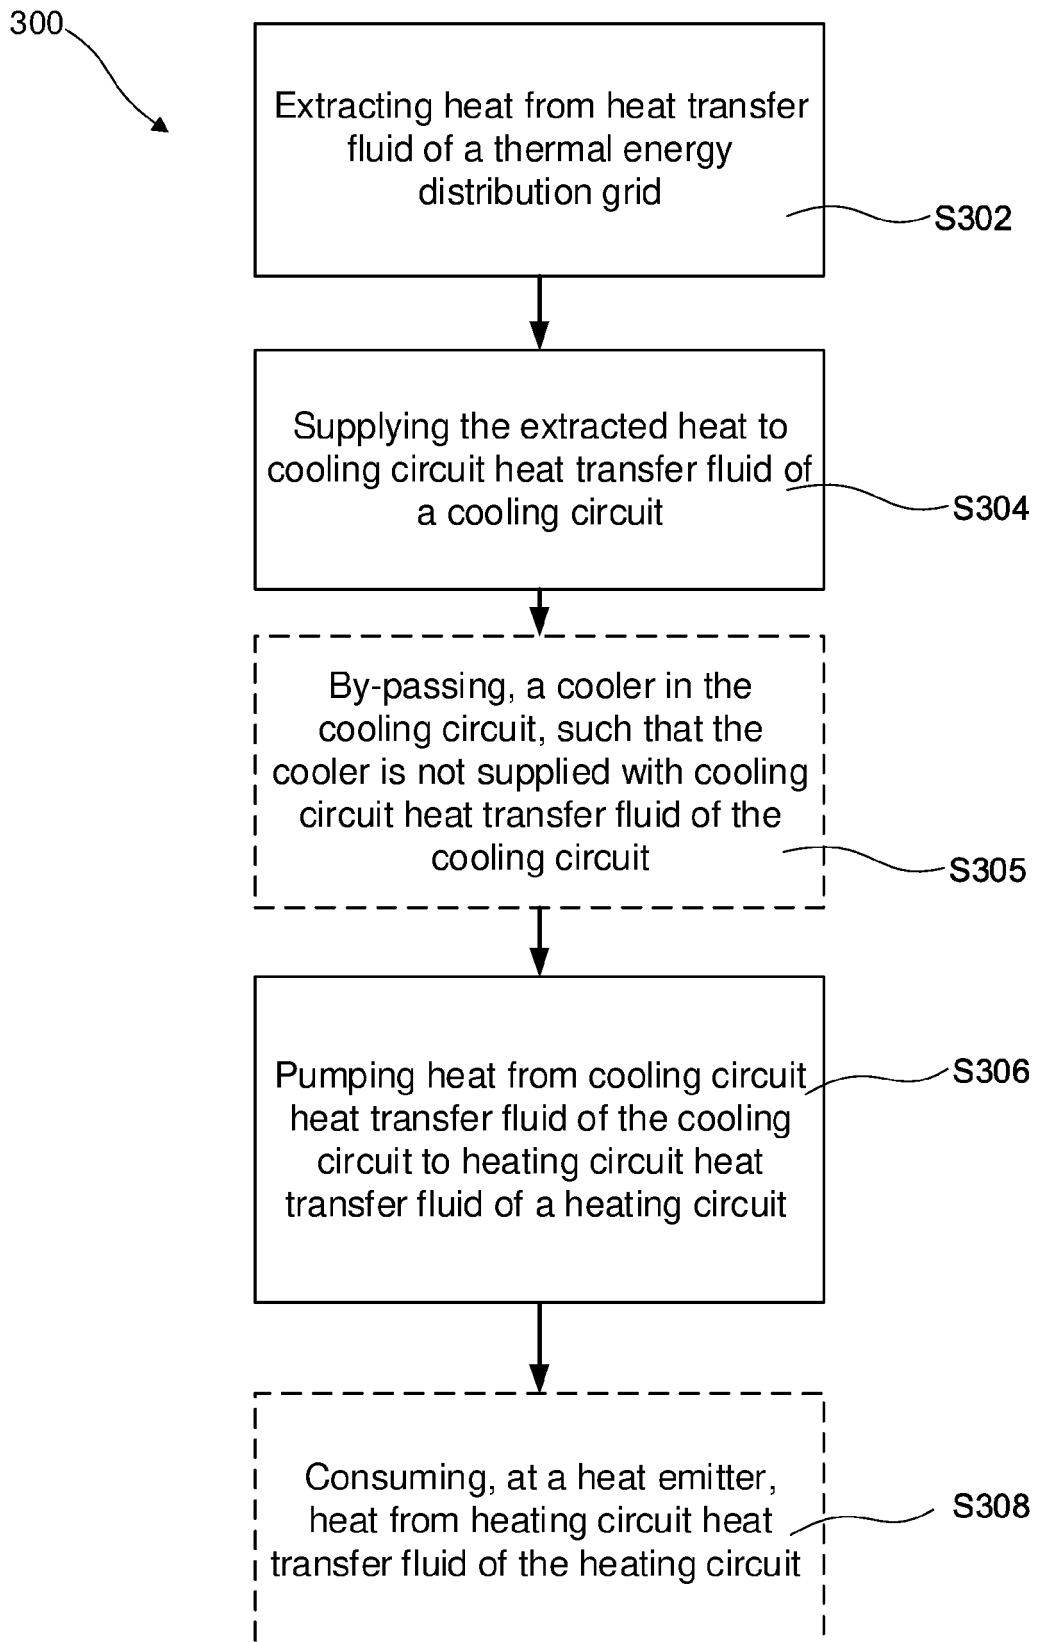 300
Extracting heat from heat transfer
fluid of a thermal energy
distribution grid
S302
Supplying the extracted heat to
cooling circuit heat transfer fluid of
a cooling circuit
S304
By-passing, a cooler in the
cooling circuit, such that the
cooler is not supplied with cooling
circuit heat transfer fluid of the
cooling circuit
S305
Pumping heat from cooling circuit
heat transfer fluid of the cooling
circuit to heating circuit heat
transfer fluid of a heating circuit
S306
Consuming, at a heat emitter,
heat from heating circuit heat
transfer fluid of the heating circuit
S308